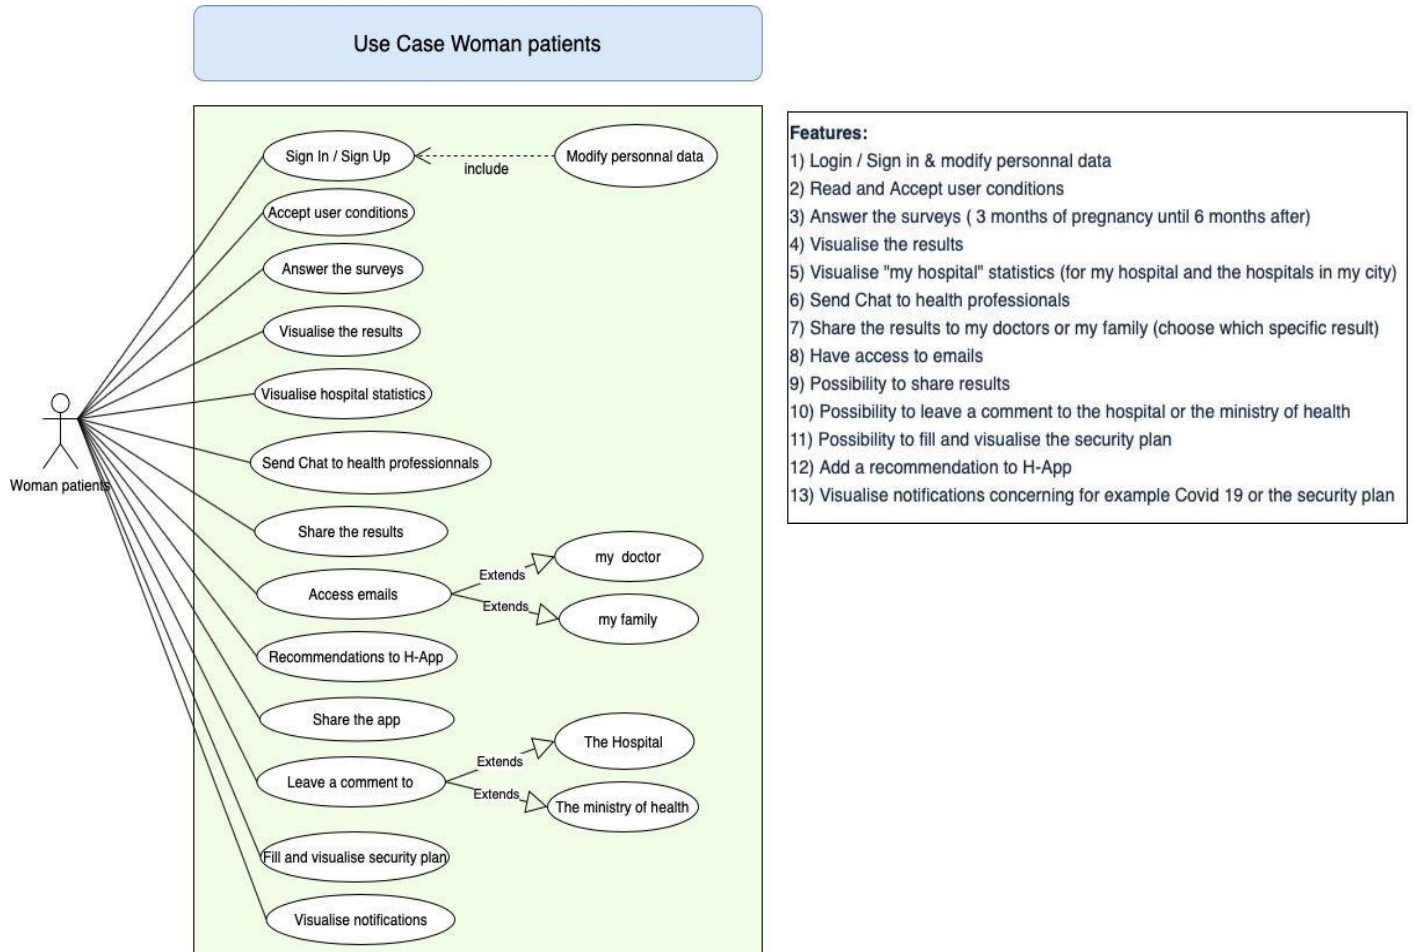 Use Case Woman patients
Sign In / Sign Up
include
Modify personnal data
Accept user conditions
Answer the surveys
Visualise the results
Visualise hospital statistics
Send Chat to health professionnals
Share the results
Access emails
Extends
my doctor
Extends
my family
Recommendations to H-App
Share the app
Leave a comment to
Extends
The Hospital
Extends
The ministry of health
Fill and visualise security plan
Visualise notifications
Woman patients
Features:
1) Login / Sign in & modify personnal data
2) Read and Accept user conditions
3) Answer the surveys ( 3 months of pregnancy until 6 months after)
4) Visualise the results
5) Visualise "my hospital" statistics (for my hospital and the hospitals in my city)
6) Send Chat to health professionals
7) Share the results to my doctors or my family (choose which specific result)
8) Have access to emails
9) Possibility to share results
10) Possibility to leave a comment to the hospital or the ministry of health
11) Possibility to fill and visualise the security plan
12) Add a recommendation to H-App
13) Visualise notifications concerning for example Covid 19 or the security plan